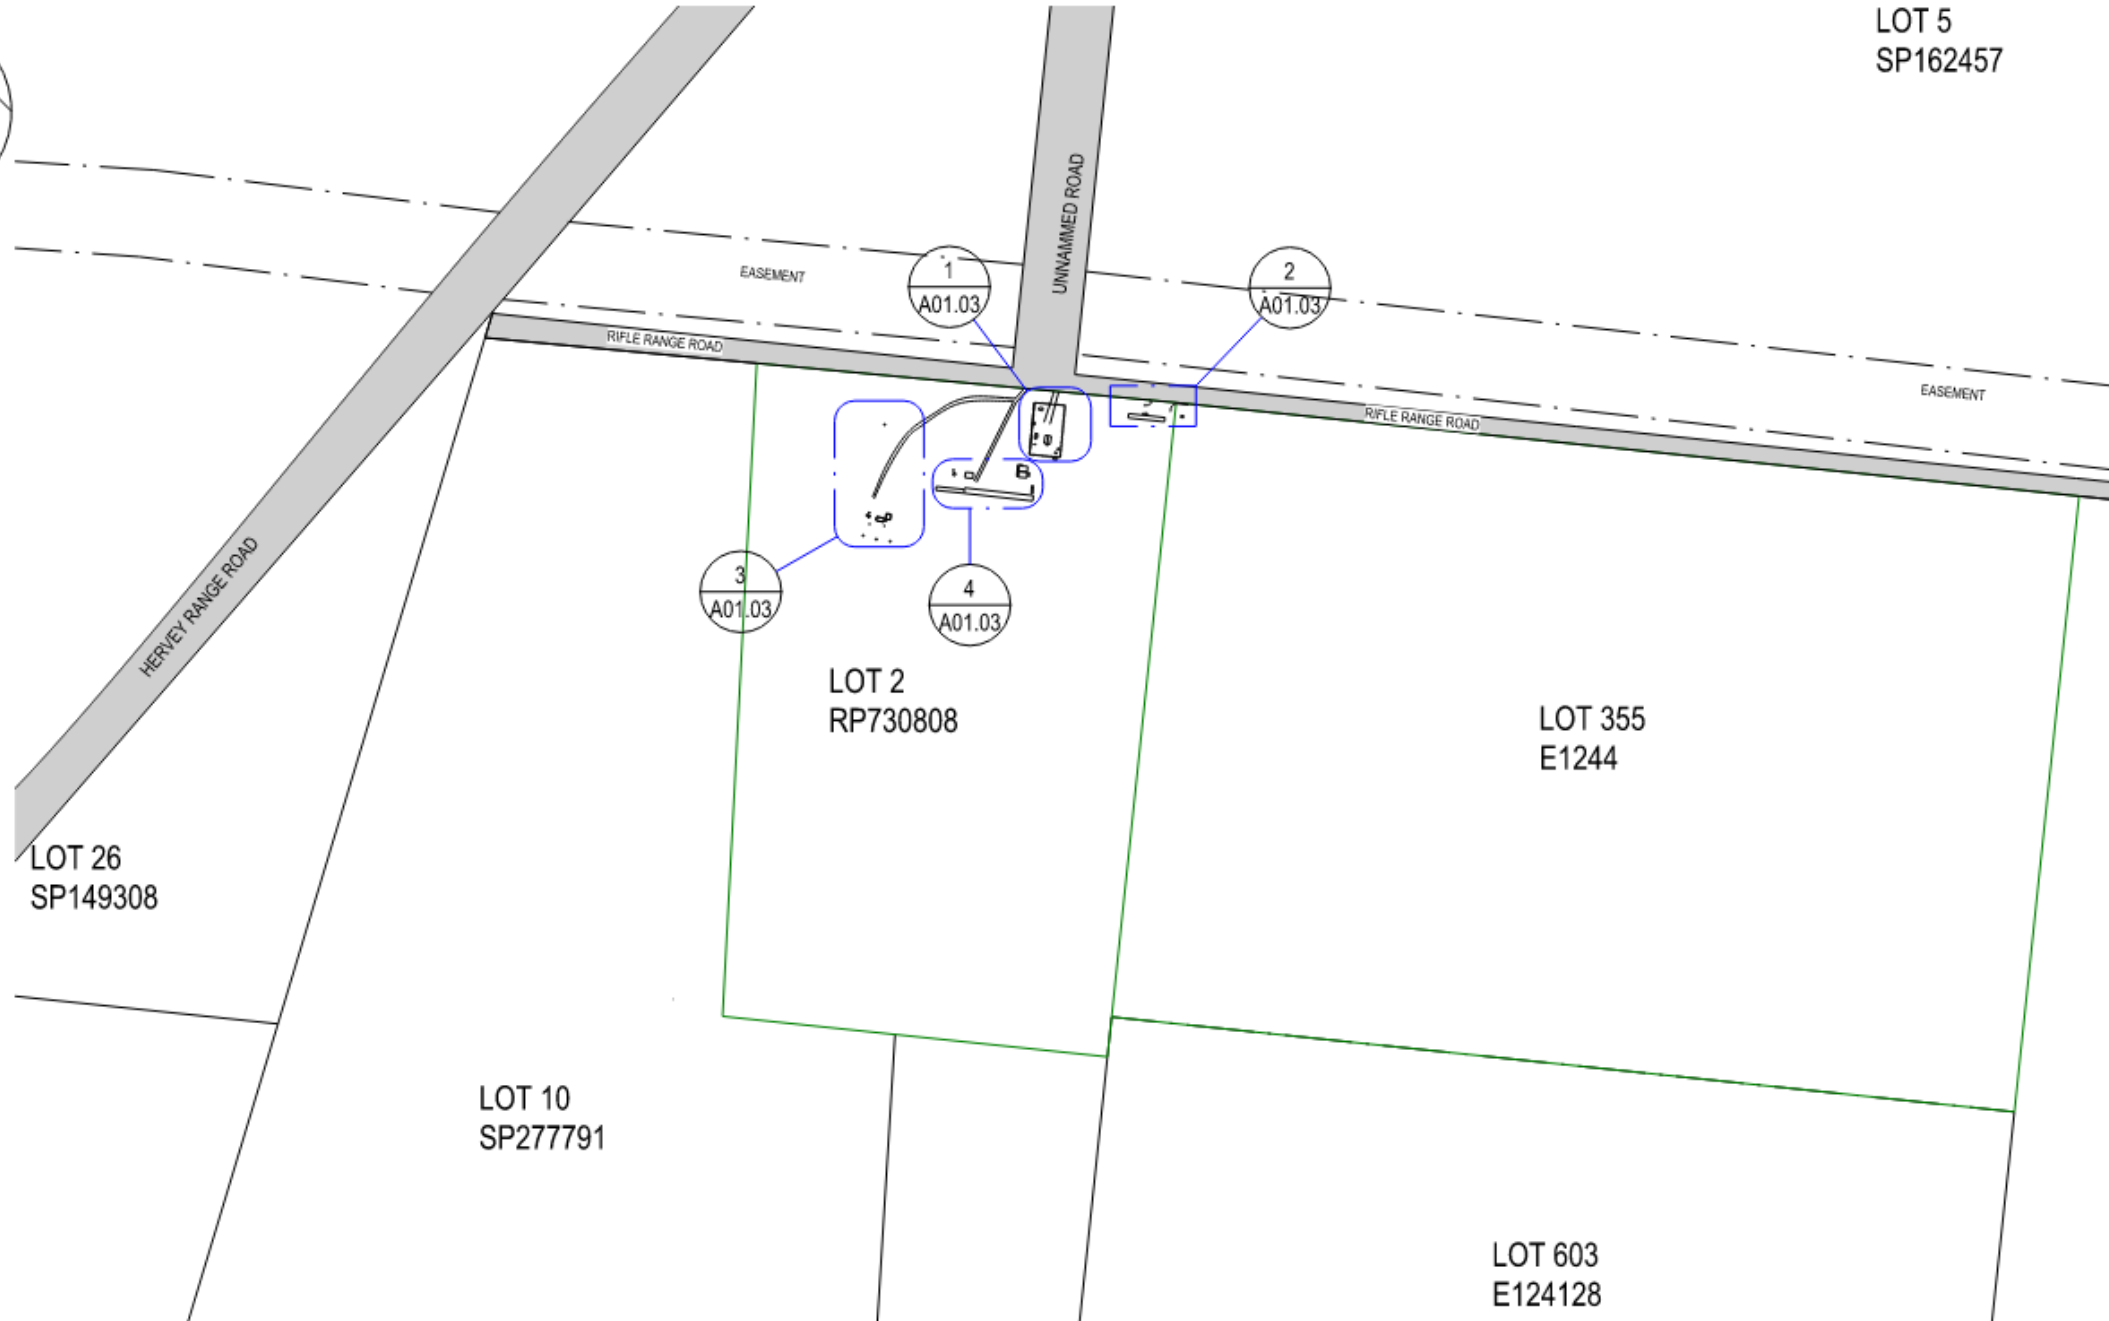 LOT 5
SP162457
UNNAMMED ROAD
EASEMENT
1
A01.03
2
A01.03
RIFLE RANGE ROAD
EASEMENT
RIFLE RANGE ROAD
HERVEY RANGE ROAD
3
A01.03
4
A01.03
LOT 2
RP730808
LOT 355
E1244
LOT 26
SP149308
LOT 10
SP277791
LOT 603
E124128